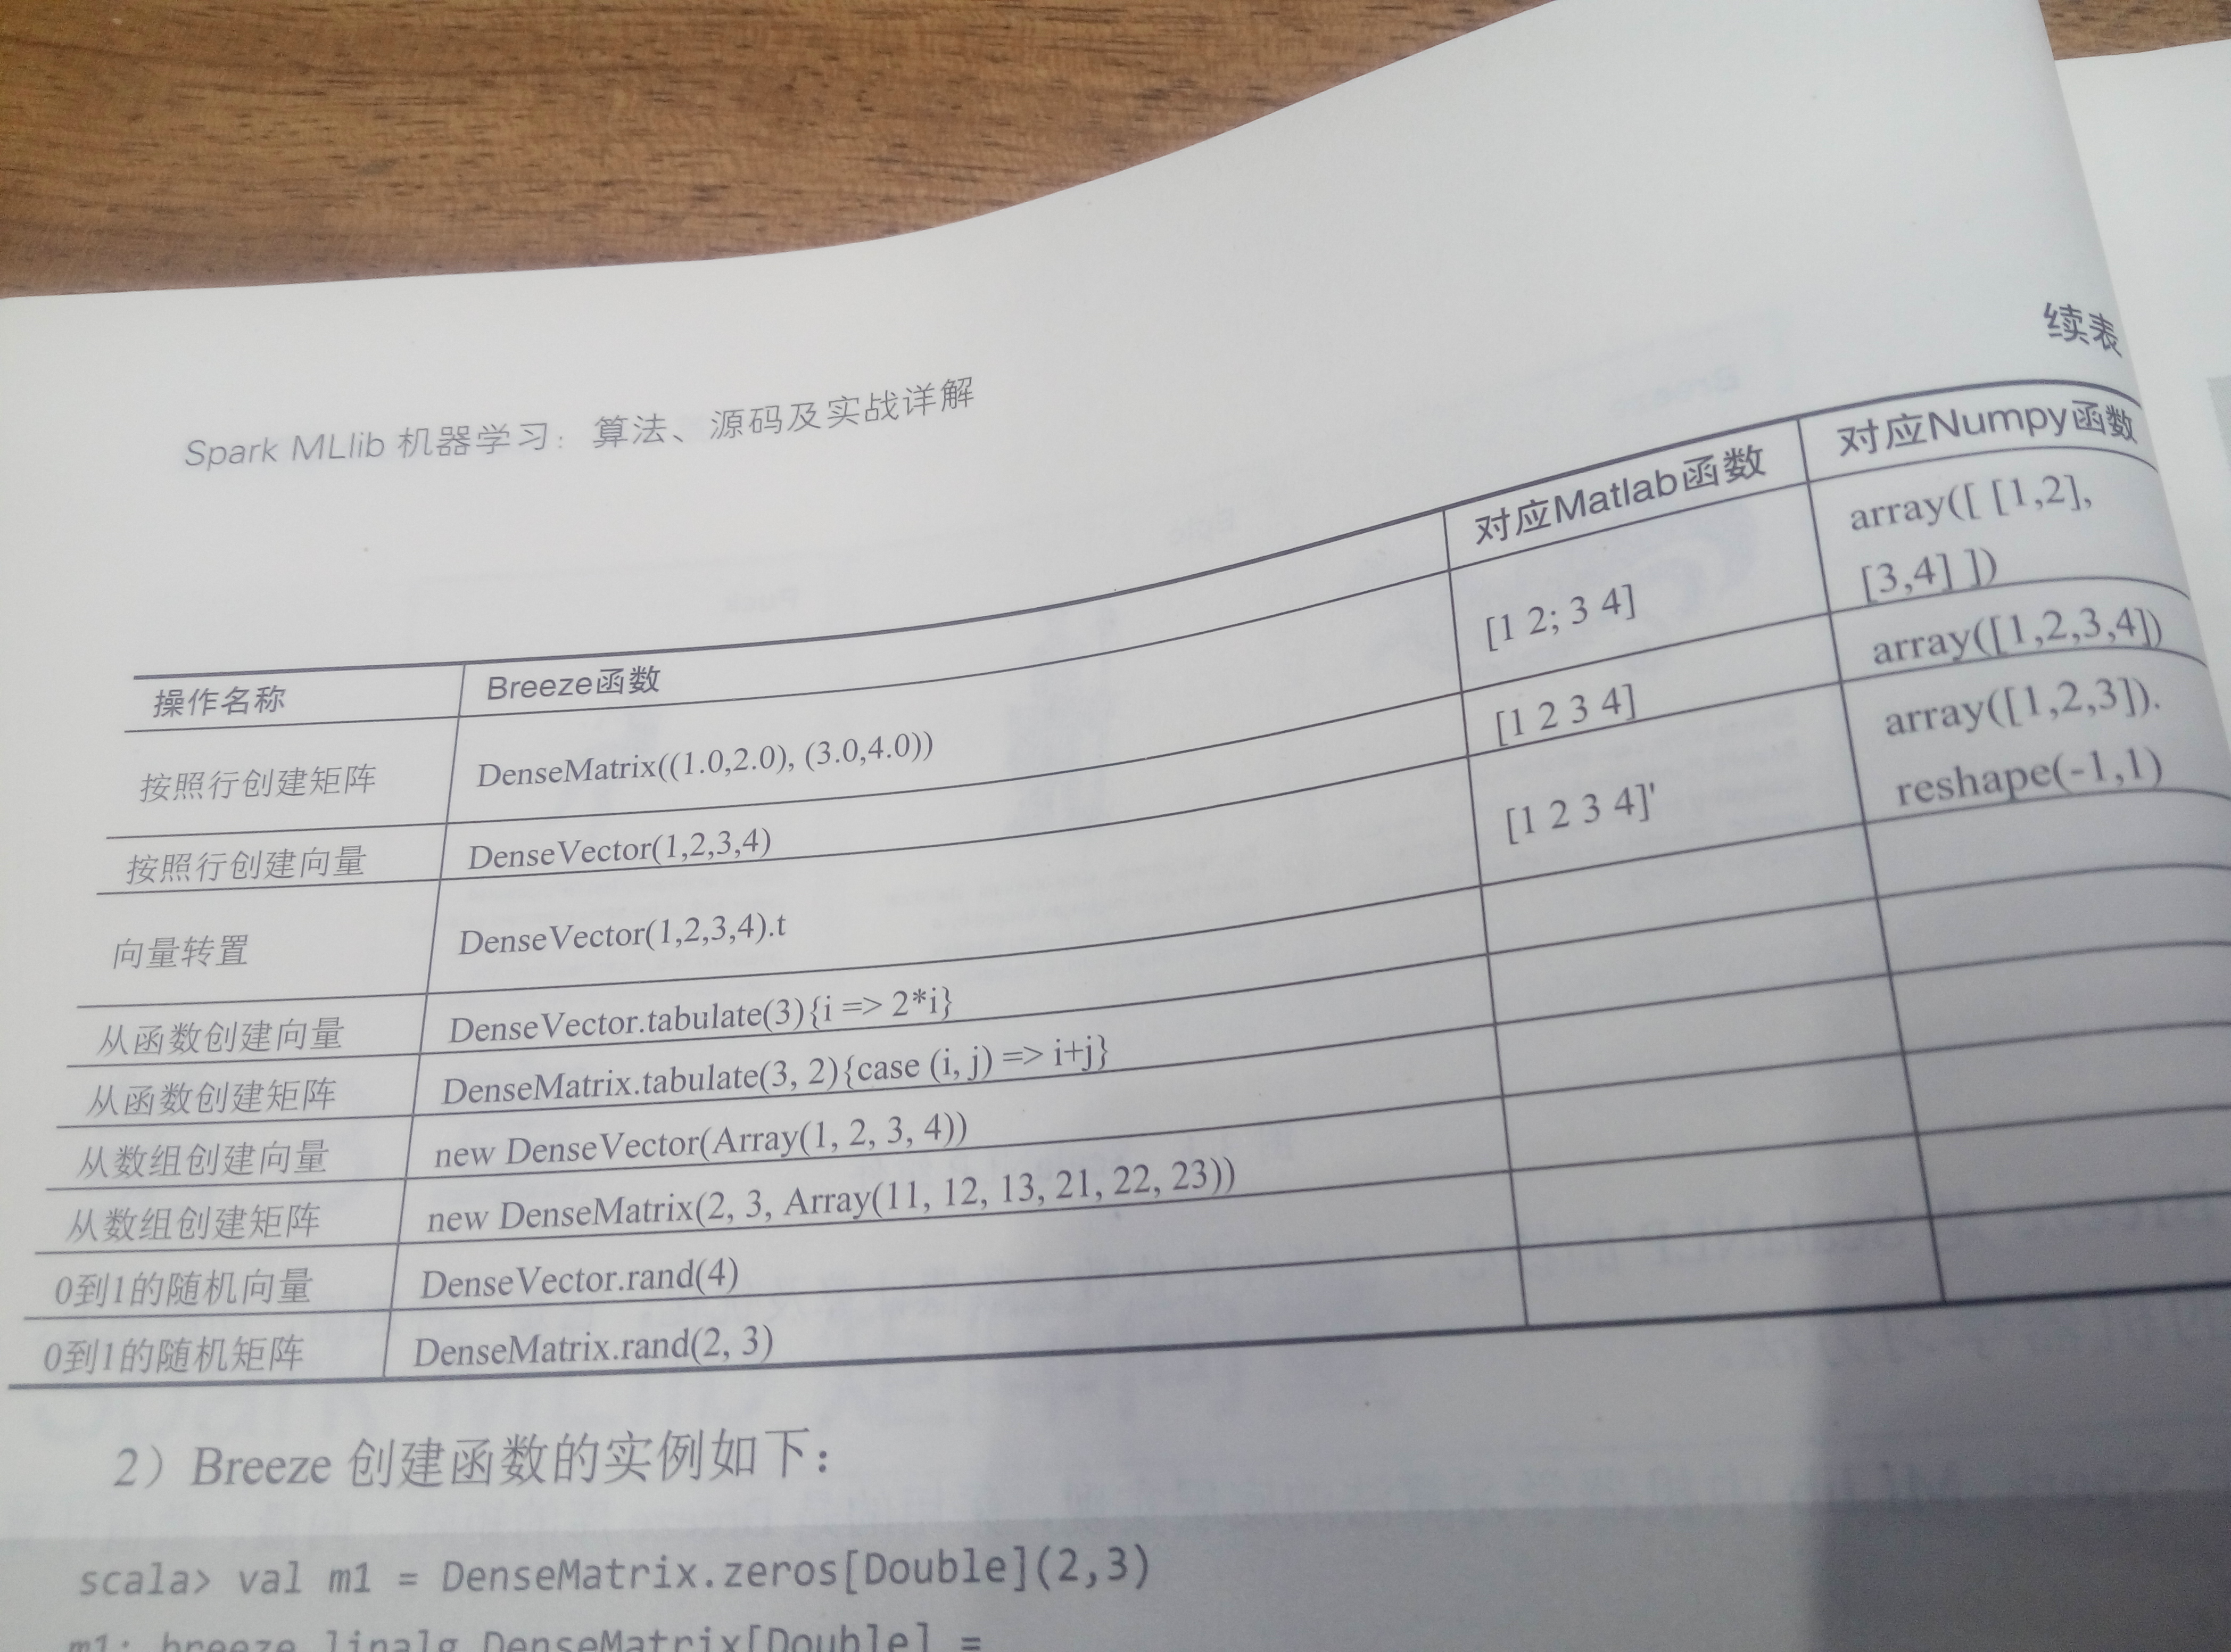 Spark MLlib 机器学习：算法、源码及实战详解
续表
操作名称 Breeze函数 对应Matlab函数 对应Numpy函数
按照行创建矩阵 DenseMatrix((1.0,2.0), (3.0,4.0)) [1 2; 3 4] array([ [1,2],
[3,4] ])
按照行创建向量 DenseVector(1,2,3,4) [1 2 3 4] array([1,2,3,4])
向量转置 DenseVector(1,2,3,4).t [1 2 3 4]' array([1,2,3]).
reshape(-1,1)
从函数创建向量 DenseVector.tabulate(3){i => 2*i}
从函数创建矩阵 DenseMatrix.tabulate(3, 2){case (i, j) => i+j}
从数组创建向量 new DenseVector(Array(1, 2, 3, 4))
从数组创建矩阵 new DenseMatrix(2, 3, Array(11, 12, 13, 21, 22, 23))
0到1的随机向量 DenseVector.rand(4)
0到1的随机矩阵 DenseMatrix.rand(2, 3)
2）Breeze 创建函数的实例如下：
scala> val m1 = DenseMatrix.zeros[Double](2,3)
m1: breeze.linalg.DenseMatrix[Double] =